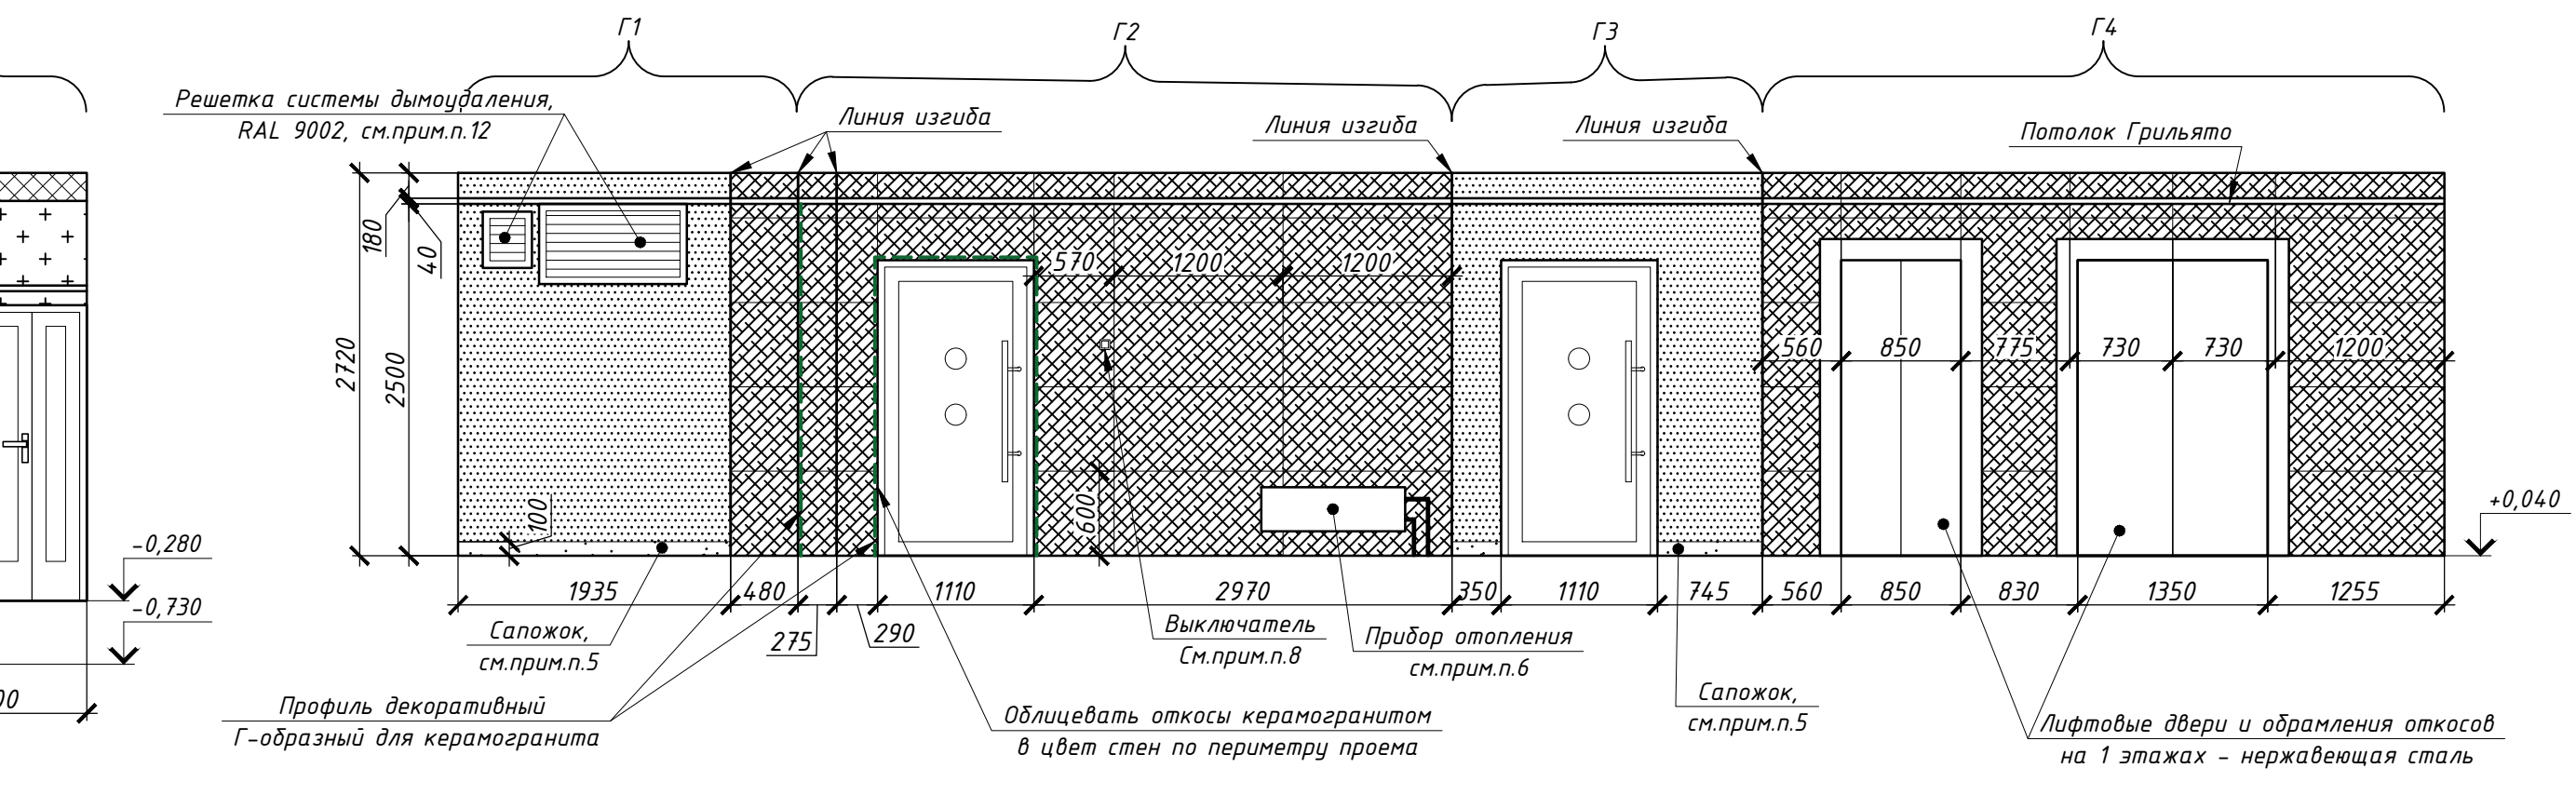 Г1
Г2
Г3
Г4
Решетка системы дымоудаления,
RAL 9002, см.прим.п.12
Линия изгиба
Линия изгиба
Линия изгиба
Потолок Грильято
180
40
2720
2500
570
1200
1200
560
850
775
730
730
1200
100
600
-0,280
-0,730
+0,040
00
1935
480
275
290
1110
2970
350
1110
745
560
850
830
1350
1255
Сапожок,
см.прим.п.5
Выключатель
См.прим.п.8
Прибор отопления
см.прим.п.6
Сапожок,
см.прим.п.5
Профиль декоративный
Г-образный для керамогранита
Облицевать откосы керамогранитом
в цвет стен по периметру проема
Лифтовые двери и обрамления откосов
на 1 этажах - нержавеющая сталь